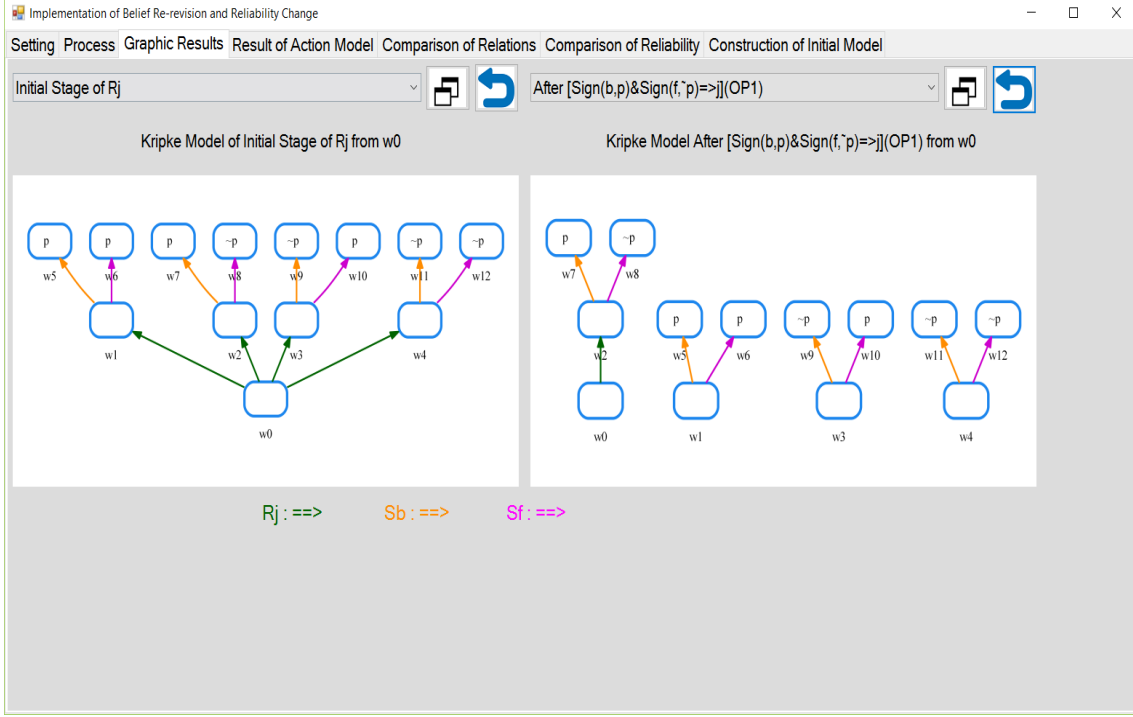 Implementation of Belief Re-revision and Reliability Change
Setting Process Graphic Results Result of Action Model Comparison of Relations Comparison of Reliability Construction of Initial Model
Initial Stage of Rj
After [Sign(b,p)&Sign(f,~p)=>j](OP1)
Kripke Model of Initial Stage of Rj from w0
Kripke Model After [Sign(b,p)&Sign(f,~p)=>j](OP1) from w0
p p p ~p ~p p ~p ~p
w5 w6 w7 w8 w9 w10 w11 w12
w1 w2 w3 w4
w0
p ~p
w7 w8
p p ~p p ~p ~p
w2 w5 w6 w9 w10 w11 w12
w0 w1 w3 w4
Rj : ==> Sb : ==> Sf : ==>